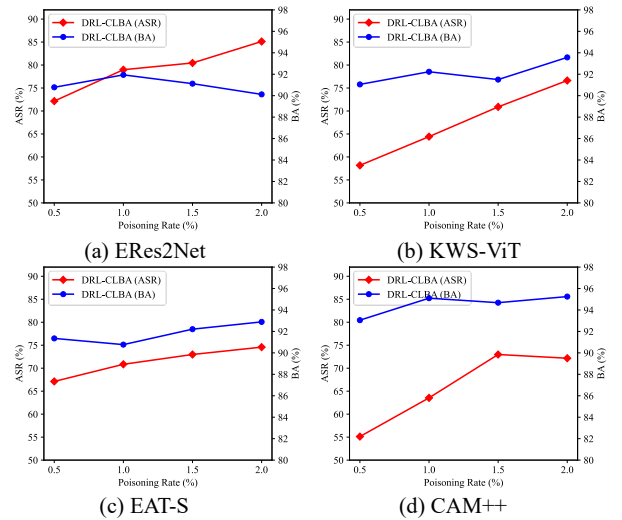 DRL-CLBA (ASR)
DRL-CLBA (BA)
90
85
80
75
70
65
60
55
50
ASR (%)
98
96
94
92
90
88
86
84
82
80
BA (%)
0.5 1.0 1.5 2.0
Poisoning Rate (%)
(a) ERes2Net
DRL-CLBA (ASR)
DRL-CLBA (BA)
90
85
80
75
70
65
60
55
50
ASR (%)
98
96
94
92
90
88
86
84
82
80
BA (%)
0.5 1.0 1.5 2.0
Poisoning Rate (%)
(b) KWS-ViT
DRL-CLBA (ASR)
DRL-CLBA (BA)
90
85
80
75
70
65
60
55
50
ASR (%)
98
96
94
92
90
88
86
84
82
80
BA (%)
0.5 1.0 1.5 2.0
Poisoning Rate (%)
(c) EAT-S
DRL-CLBA (ASR)
DRL-CLBA (BA)
90
85
80
75
70
65
60
55
50
ASR (%)
98
96
94
92
90
88
86
84
82
80
BA (%)
0.5 1.0 1.5 2.0
Poisoning Rate (%)
(d) CAM++